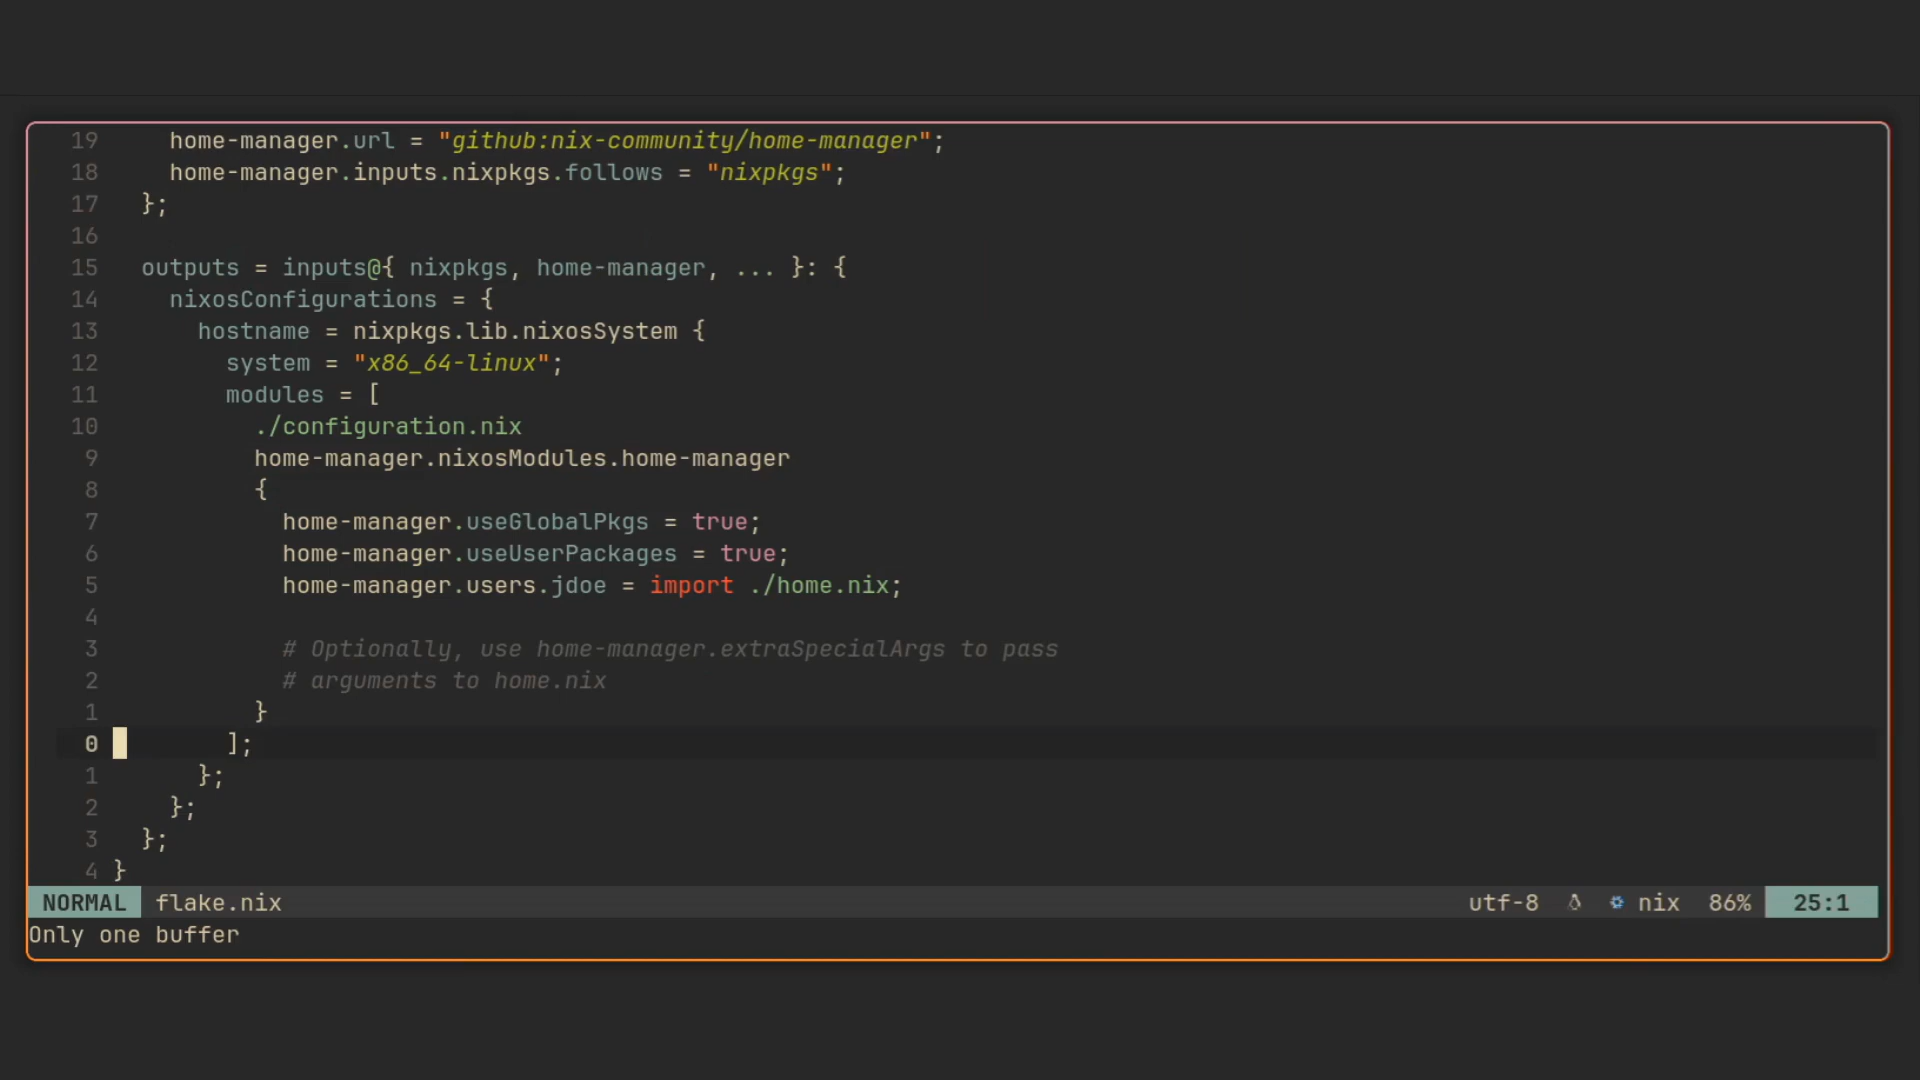 19     home-manager.url = "github:nix-community/home-manager";
18     home-manager.inputs.nixpkgs.follows = "nixpkgs";
17   };
16
15   outputs = inputs@{ nixpkgs, home-manager, ... }: {
14     nixosConfigurations = {
13       hostname = nixpkgs.lib.nixosSystem {
12         system = "x86_64-linux";
11         modules = [
10           ./configuration.nix
9           home-manager.nixosModules.home-manager
8           {
7             home-manager.useGlobalPkgs = true;
6             home-manager.useUserPackages = true;
5             home-manager.users.jdoe = import ./home.nix;
4
3             # Optionally, use home-manager.extraSpecialArgs to pass
2             # arguments to home.nix
1           }
0         ];
1       };
2     };
3   };
4 }
NORMAL flake.nix utf-8 nix 86% 25:1
Only one buffer